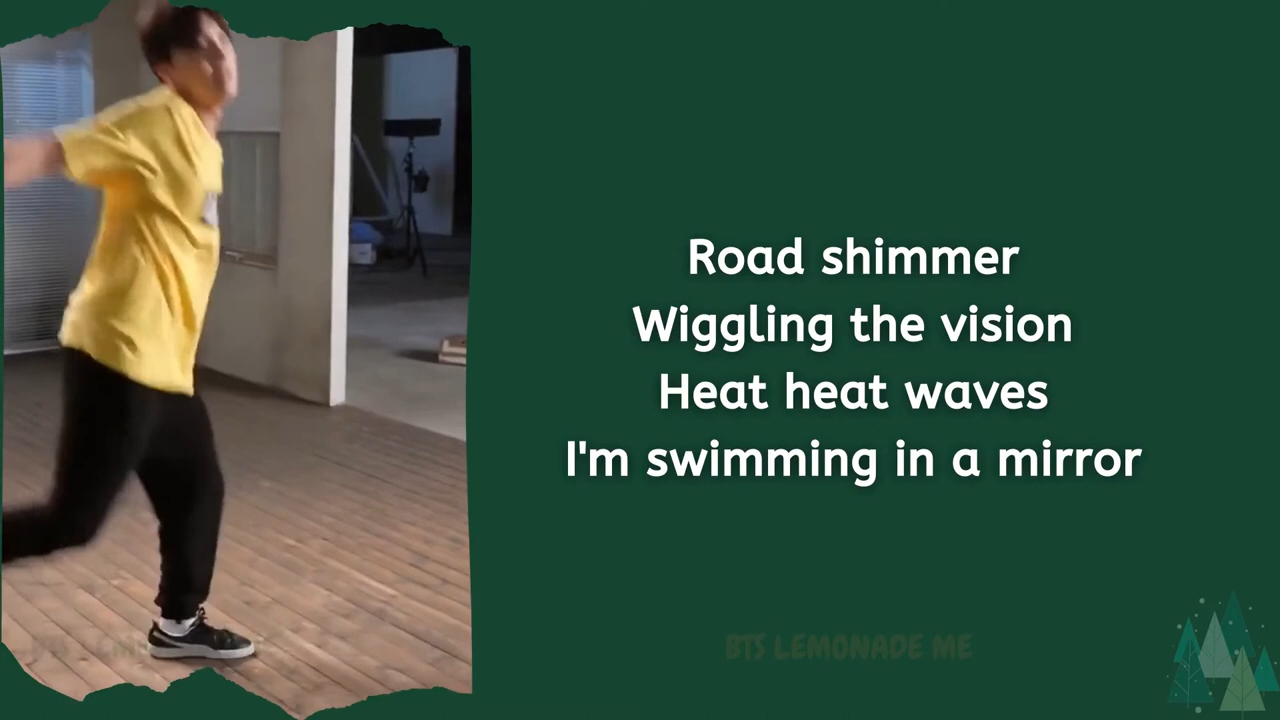 Road shimmer
Wiggling the vision
Heat heat waves
I'm swimming in a mirror
BTS LEMONADE ME